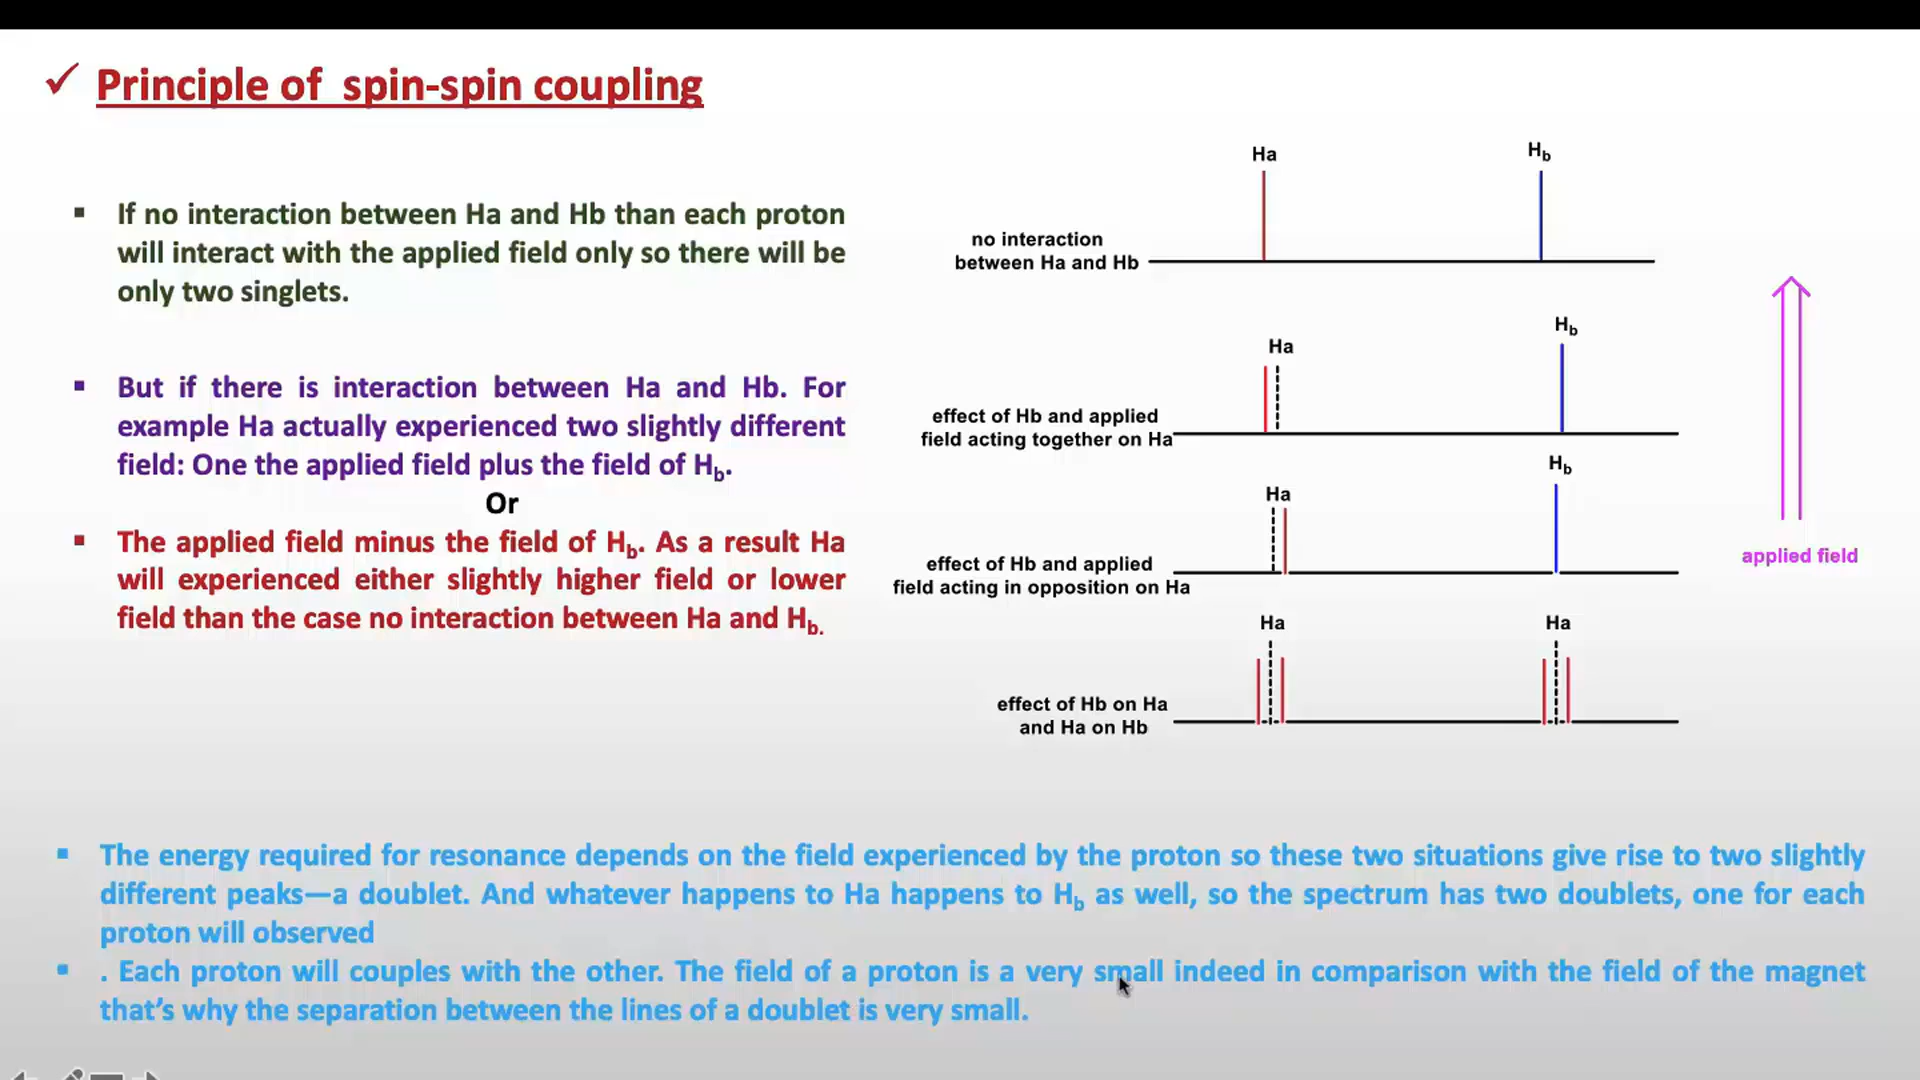 ✓ Principle of spin-spin coupling
▪ If no interaction between Ha and Hb than each proton
will interact with the applied field only so there will be
only two singlets.
▪ But if there is interaction between Ha and Hb. For
example Ha actually experienced two slightly different
field: One the applied field plus the field of Hb.
Or
▪ The applied field minus the field of Hb. As a result Ha
will experienced either slightly higher field or lower
field than the case no interaction between Ha and Hb.
Ha
Hb
no interaction
between Ha and Hb
Ha
Hb
effect of Hb and applied
field acting together on Ha
Ha
Hb
effect of Hb and applied
field acting in opposition on Ha
Ha
Ha
effect of Hb on Ha
and Ha on Hb
applied field
▪ The energy required for resonance depends on the field experienced by the proton so these two situations give rise to two slightly
different peaks—a doublet. And whatever happens to Ha happens to Hb as well, so the spectrum has two doublets, one for each
proton will observed
▪ . Each proton will couples with the other. The field of a proton is a very small indeed in comparison with the field of the magnet
that's why the separation between the lines of a doublet is very small.